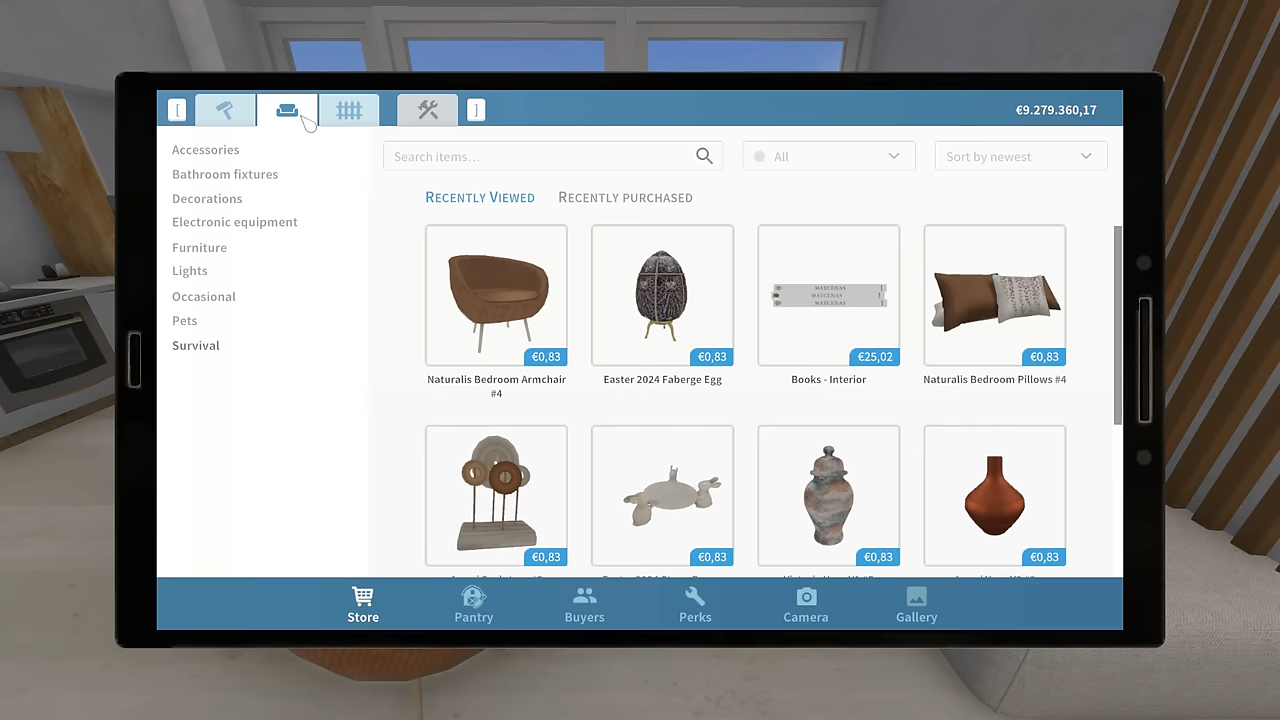 [
]
€9.279.360,17
Accessories
Bathroom fixtures
Decorations
Electronic equipment
Furniture
Lights
Occasional
Pets
Survival
Search items...
All
Sort by newest
RECENTLY VIEWED
RECENTLY PURCHASED
€0,83
Naturalis Bedroom Armchair
#4
€0,83
Easter 2024 Faberge Egg
MAECENAS
MAECENAS
MAECENAS
€25,02
Books - Interior
€0,83
Naturalis Bedroom Pillows #4
€0,83
€0,83
€0,83
€0,83
Store
Pantry
Buyers
Perks
Camera
Gallery